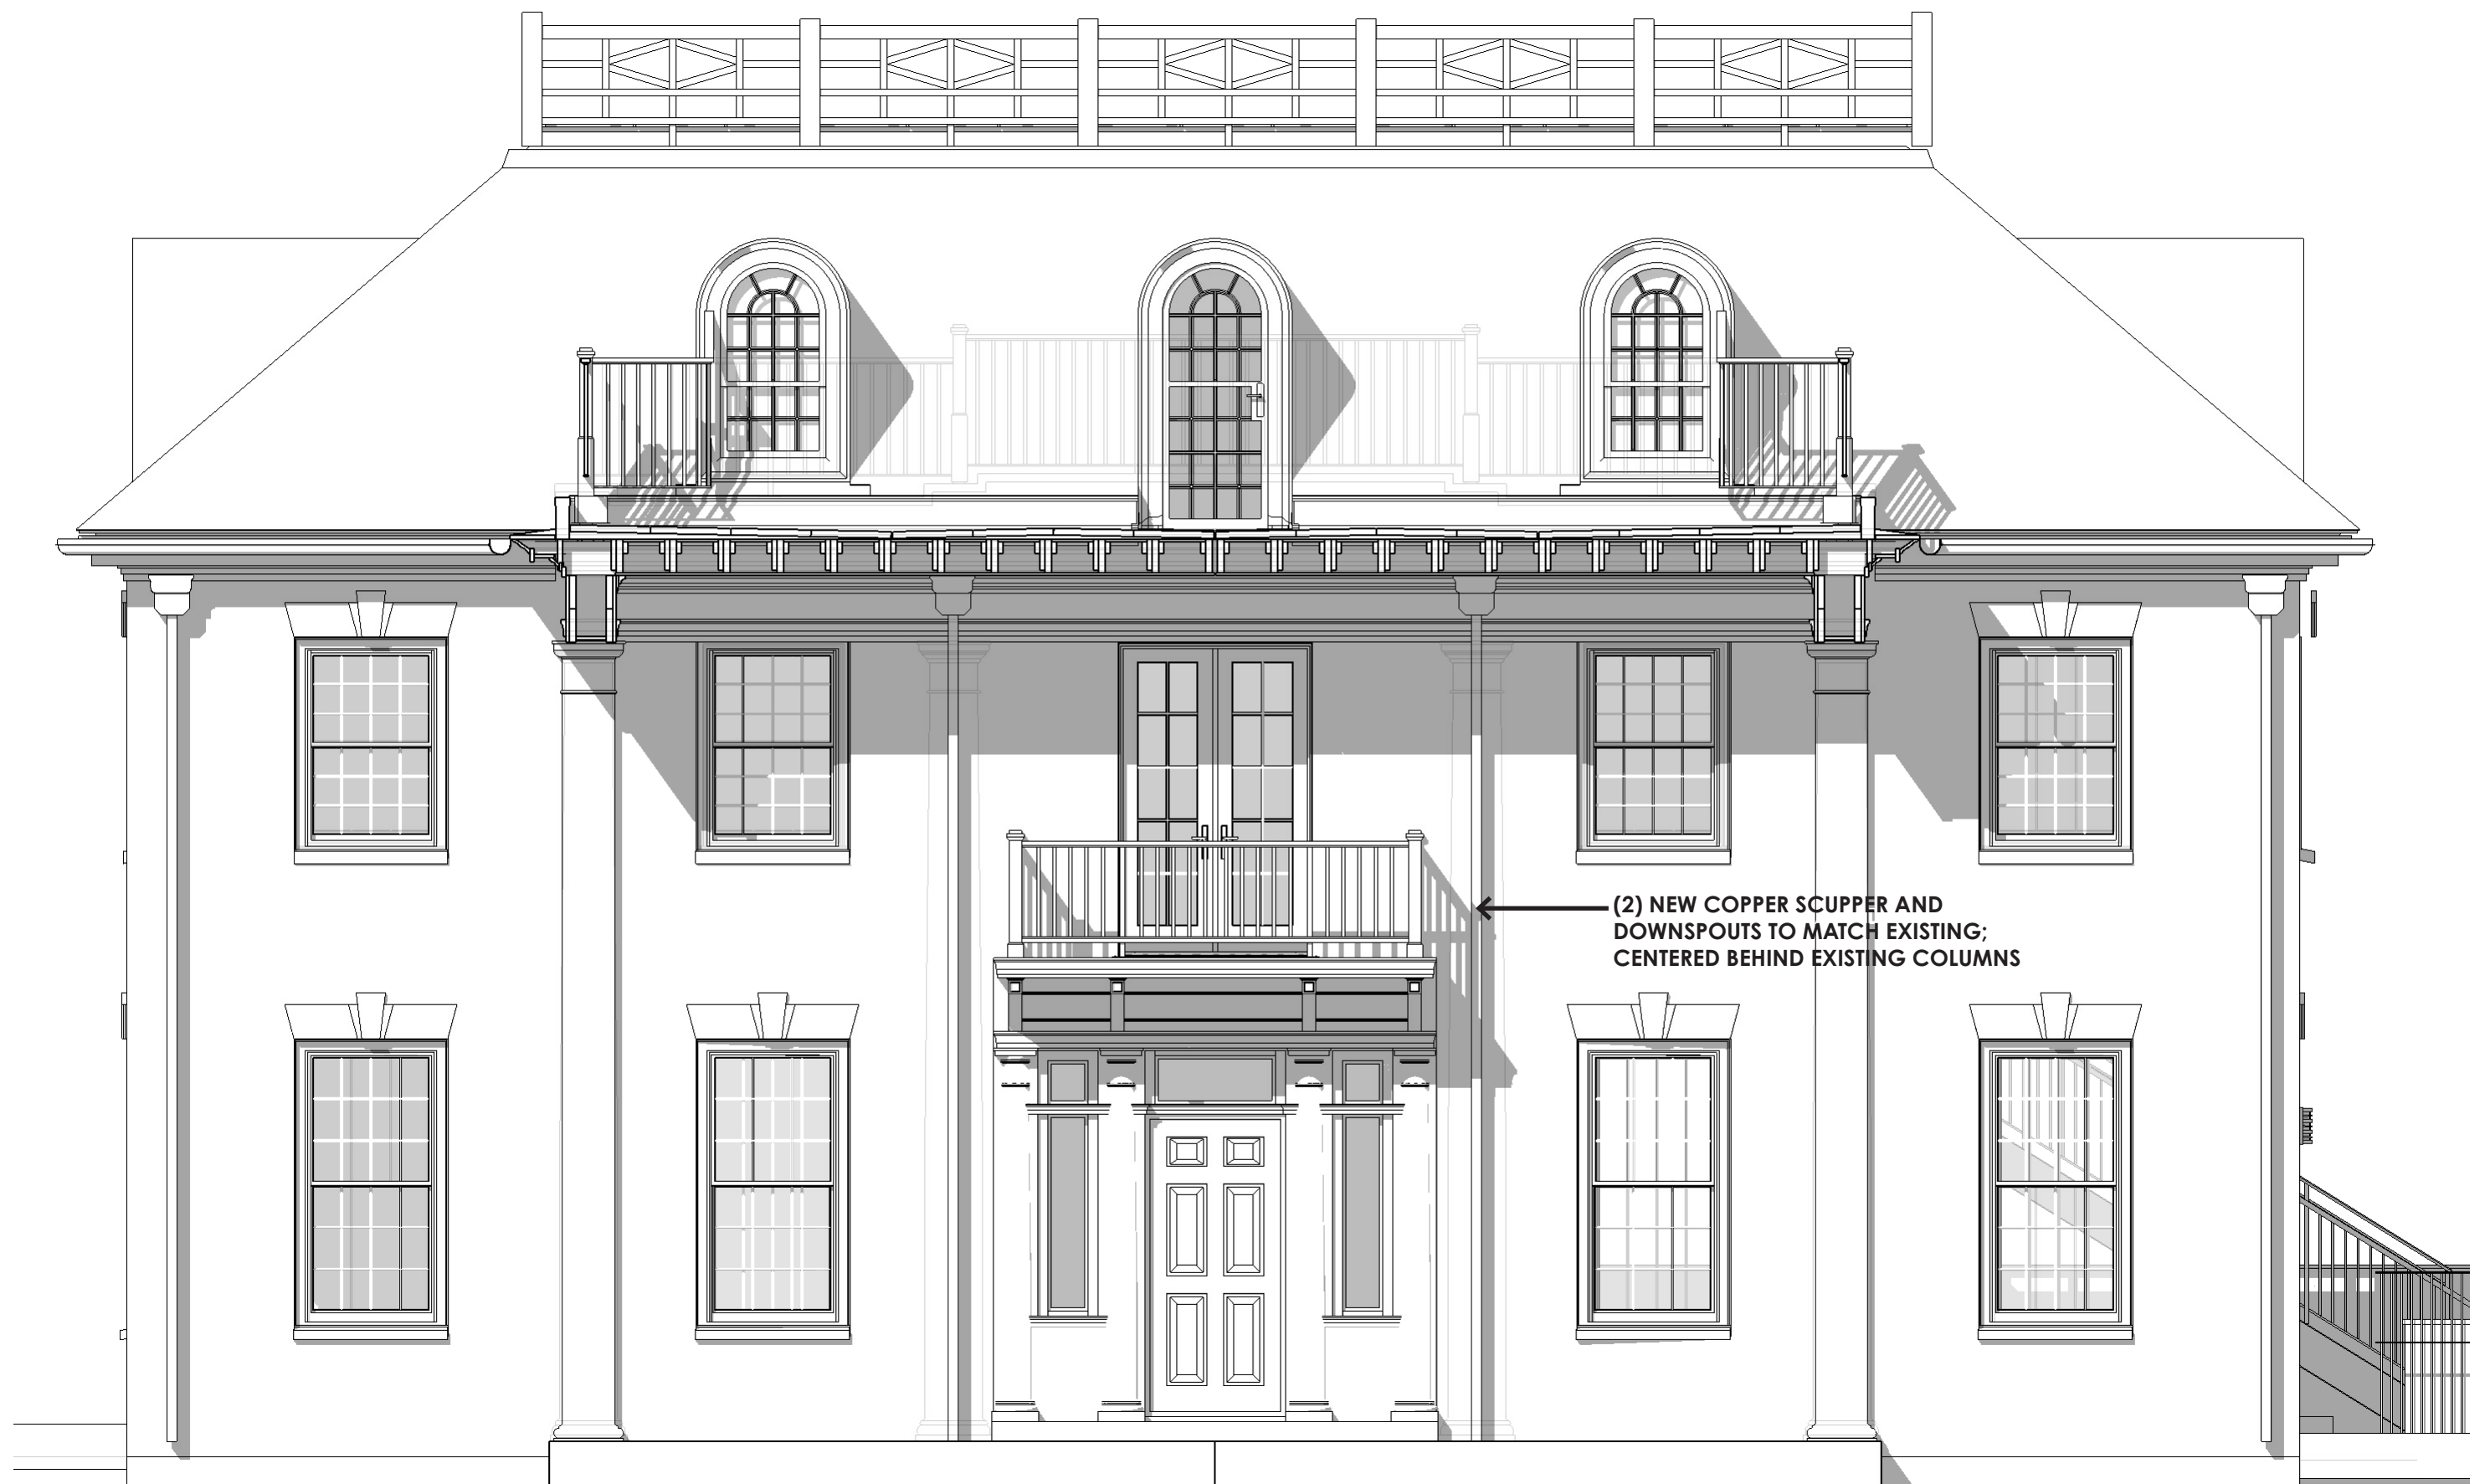 (2) NEW COPPER SCUPPER AND
DOWNSPOUTS TO MATCH EXISTING;
CENTERED BEHIND EXISTING COLUMNS